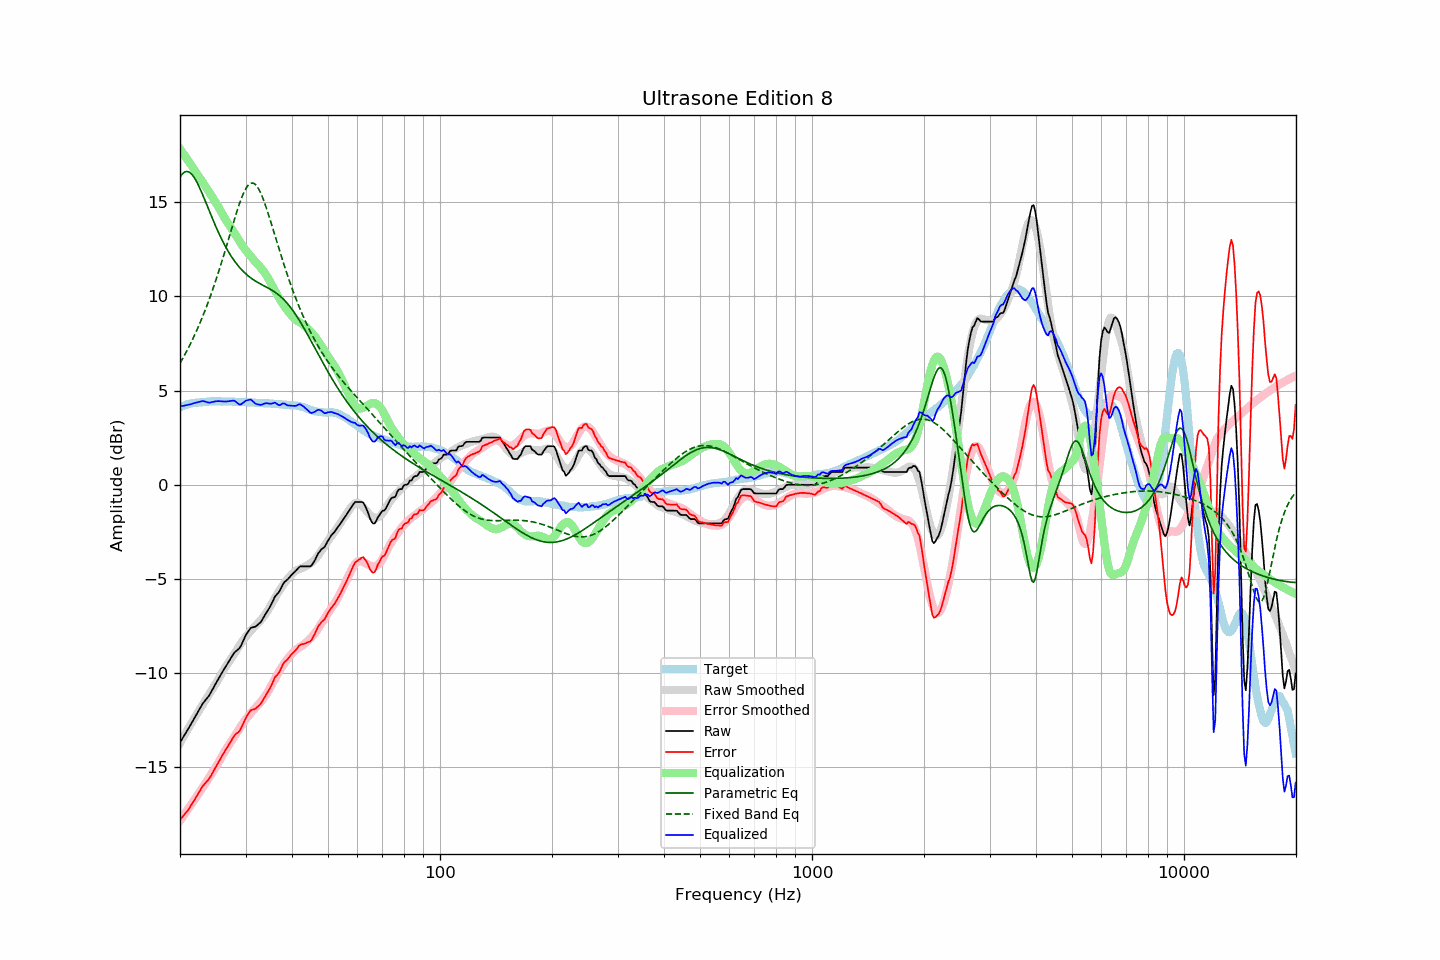 Ultrasone Edition 8
Amplitude (dBr)
15
10
5
0
−5
−10
−15
100
1000
10000
Frequency (Hz)
Target
Raw Smoothed
Error Smoothed
Raw
Error
Equalization
Parametric Eq
Fixed Band Eq
Equalized